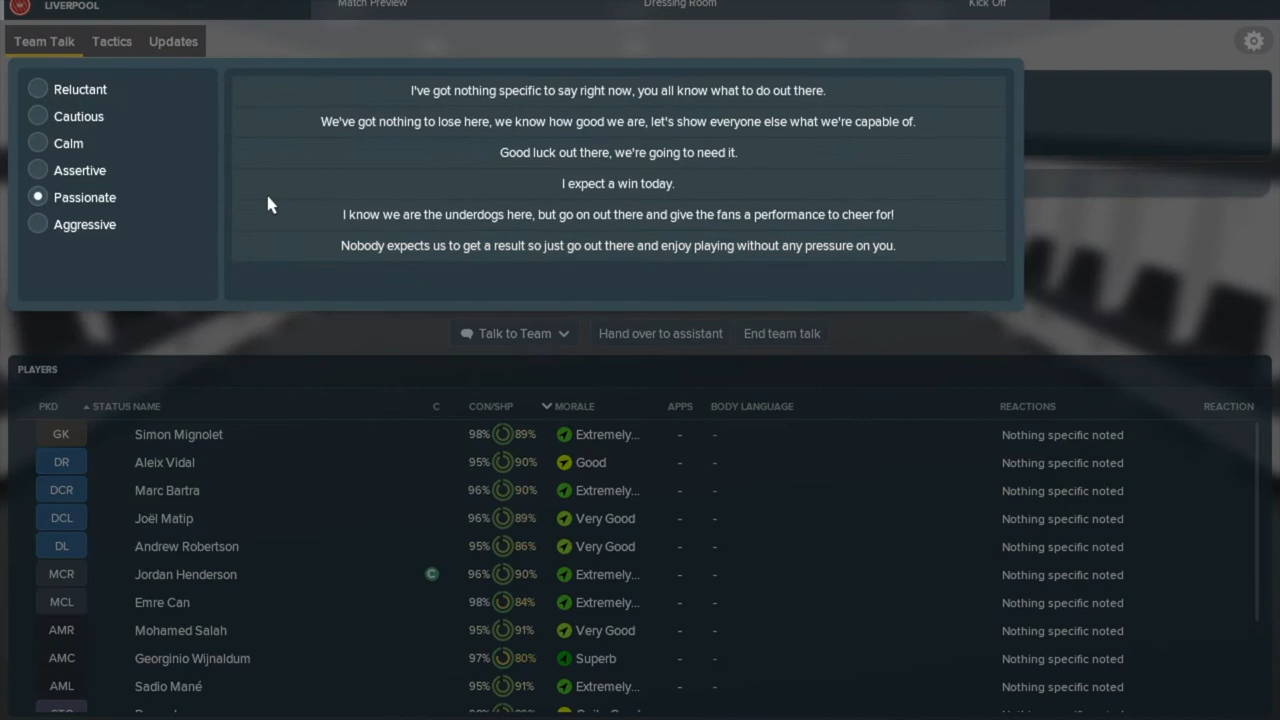 LIVERPOOL
Match Preview Dressing Room Kick Off
Team Talk Tactics Updates
Reluctant
Cautious
Calm
Assertive
Passionate
Aggressive
I've got nothing specific to say right now, you all know what to do out there.
We've got nothing to lose here, we know how good we are, let's show everyone else what we're capable of.
Good luck out there, we're going to need it.
I expect a win today.
I know we are the underdogs here, but go on out there and give the fans a performance to cheer for!
Nobody expects us to get a result so just go out there and enjoy playing without any pressure on you.
Talk to Team Hand over to assistant End team talk
PLAYERS
PKD STATUS NAME C CON/SHP MORALE APPS BODY LANGUAGE REACTIONS REACTION
GK Simon Mignolet 98% 89% Extremely... - - Nothing specific noted
DR Aleix Vidal 95% 90% Good - - Nothing specific noted
DCR Marc Bartra 96% 90% Extremely... - - Nothing specific noted
DCL Joël Matip 96% 89% Very Good - - Nothing specific noted
DL Andrew Robertson 95% 86% Very Good - - Nothing specific noted
MCR Jordan Henderson C 96% 90% Extremely... - - Nothing specific noted
MCL Emre Can 98% 84% Extremely... - - Nothing specific noted
AMR Mohamed Salah 95% 91% Very Good - - Nothing specific noted
AMC Georginio Wijnaldum 97% 80% Superb - - Nothing specific noted
AML Sadio Mané 95% 91% Extremely... - - Nothing specific noted